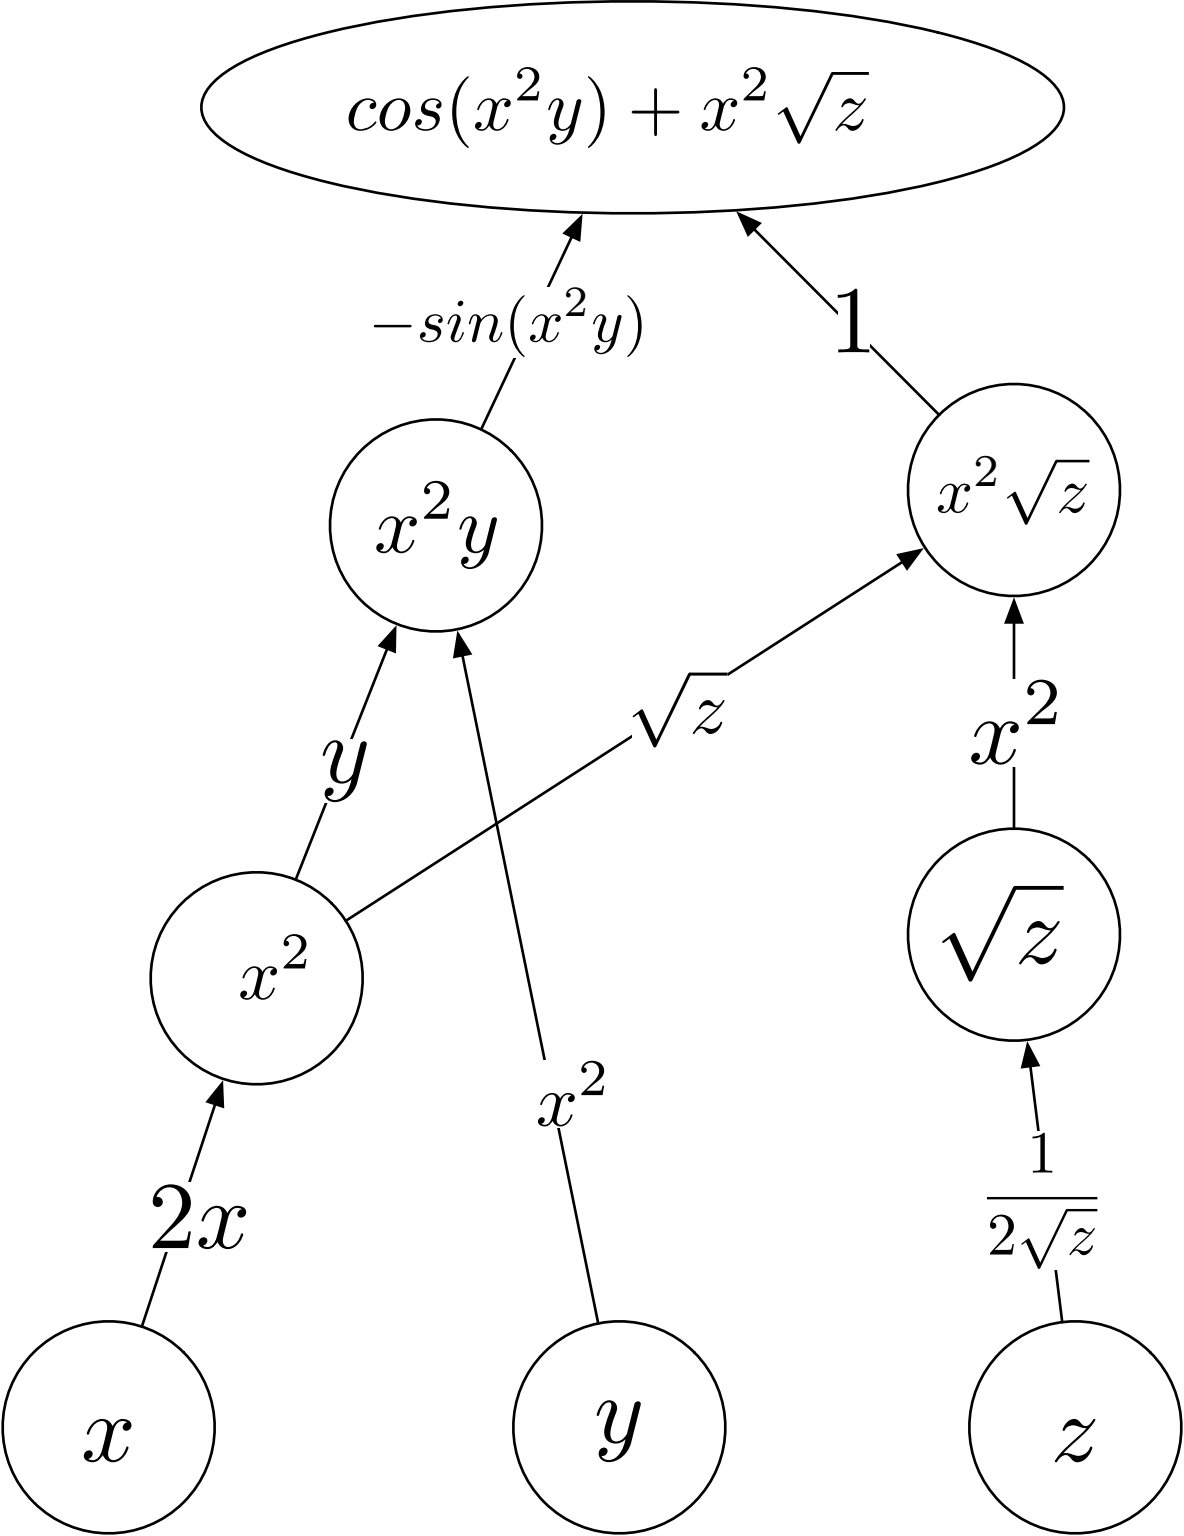 cos(x²y) + x²√z
−sin(x²y)
1
x²y
x²√z
y
√z
x²
x²
√z
x²
2x
1/(2√z)
x
y
z